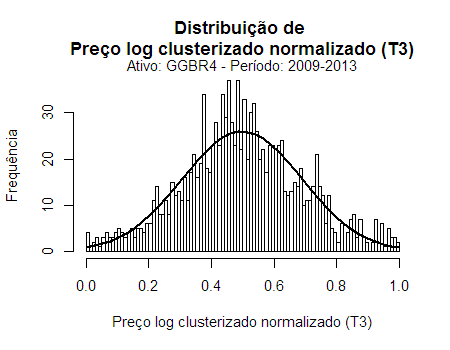 Distribuição de
Preço log clusterizado normalizado (T3)
Ativo: GGBR4 - Período: 2009-2013
Frequência
30
20
10
0
0.0 0.2 0.4 0.6 0.8 1.0
Preço log clusterizado normalizado (T3)